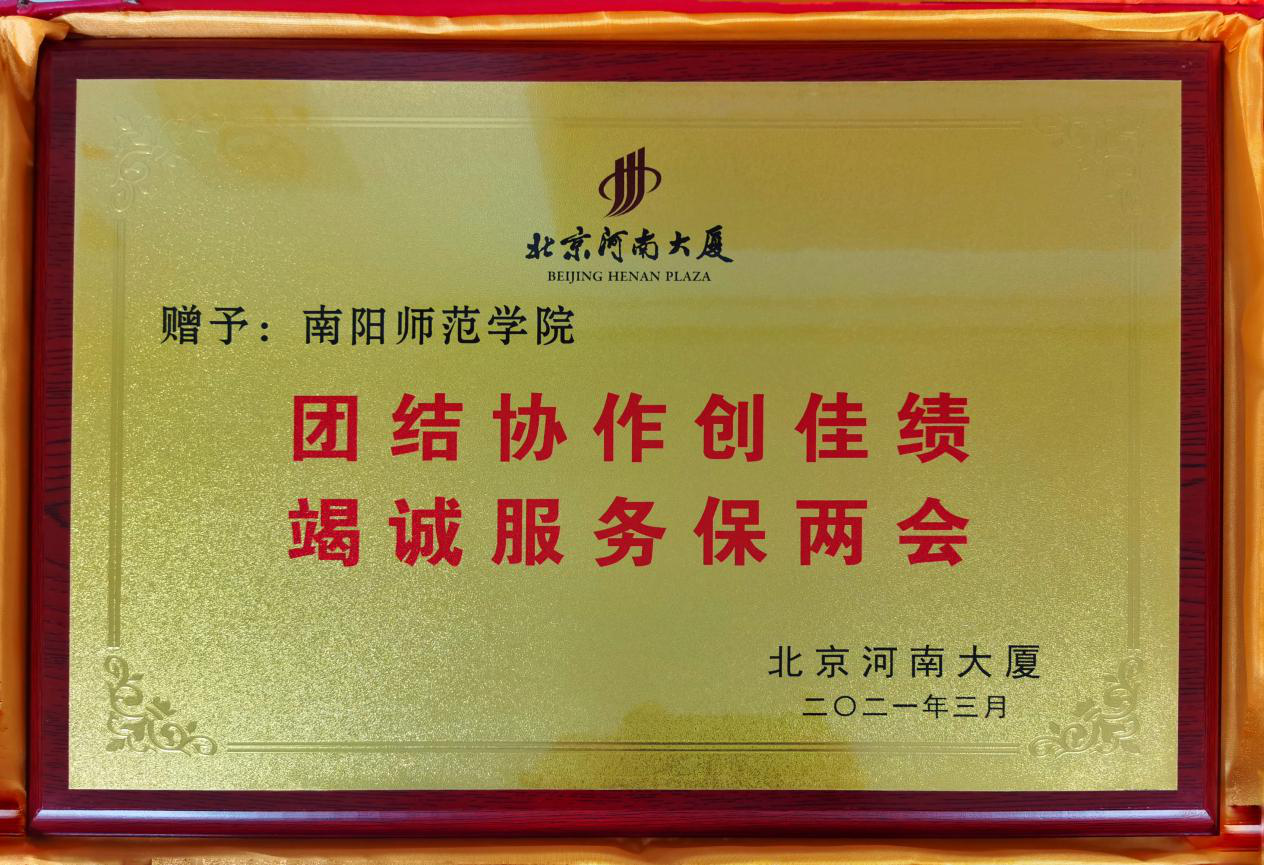 北京河南大厦
BEIJING HENAN PLAZA
赠予：南阳师范学院
团结协作创佳绩
竭诚服务保两会
北京河南大厦
二〇二一年三月